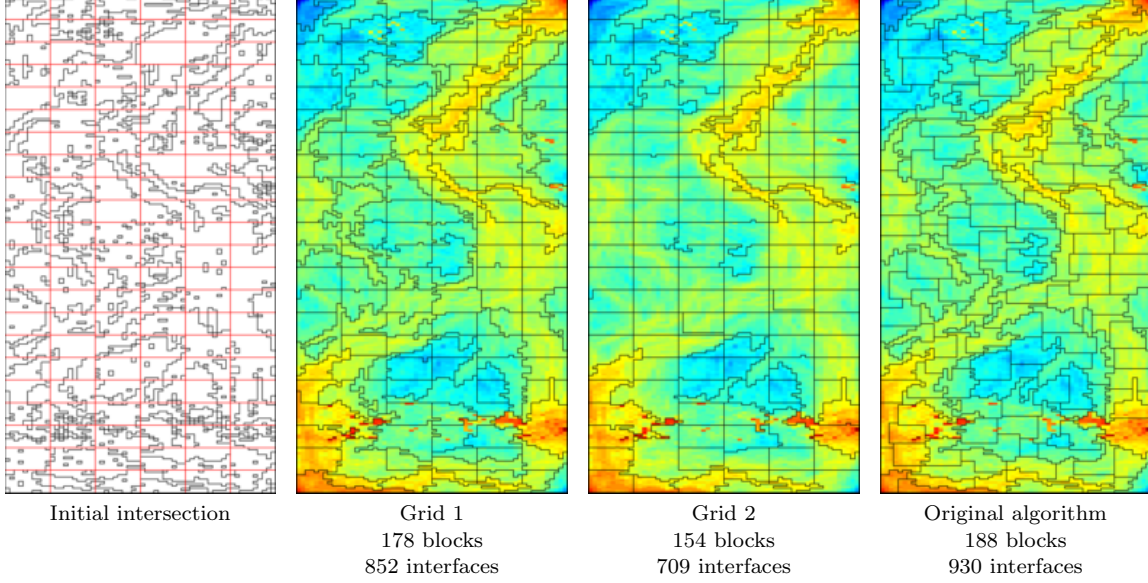 Initial intersection
Grid 1
178 blocks
852 interfaces
Grid 2
154 blocks
709 interfaces
Original algorithm
188 blocks
930 interfaces